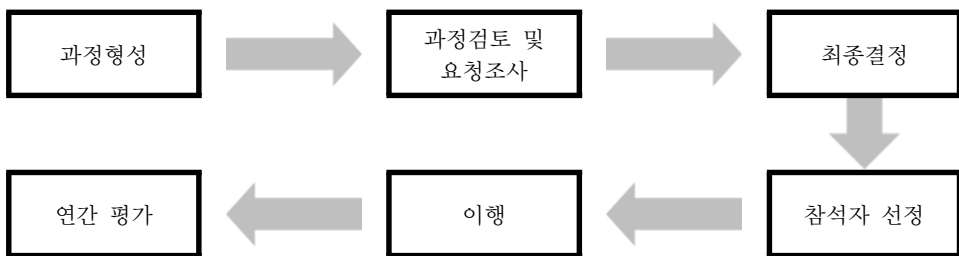 과정형성
과정검토 및
요청조사
최종결정
참석자 선정
이행
연간 평가